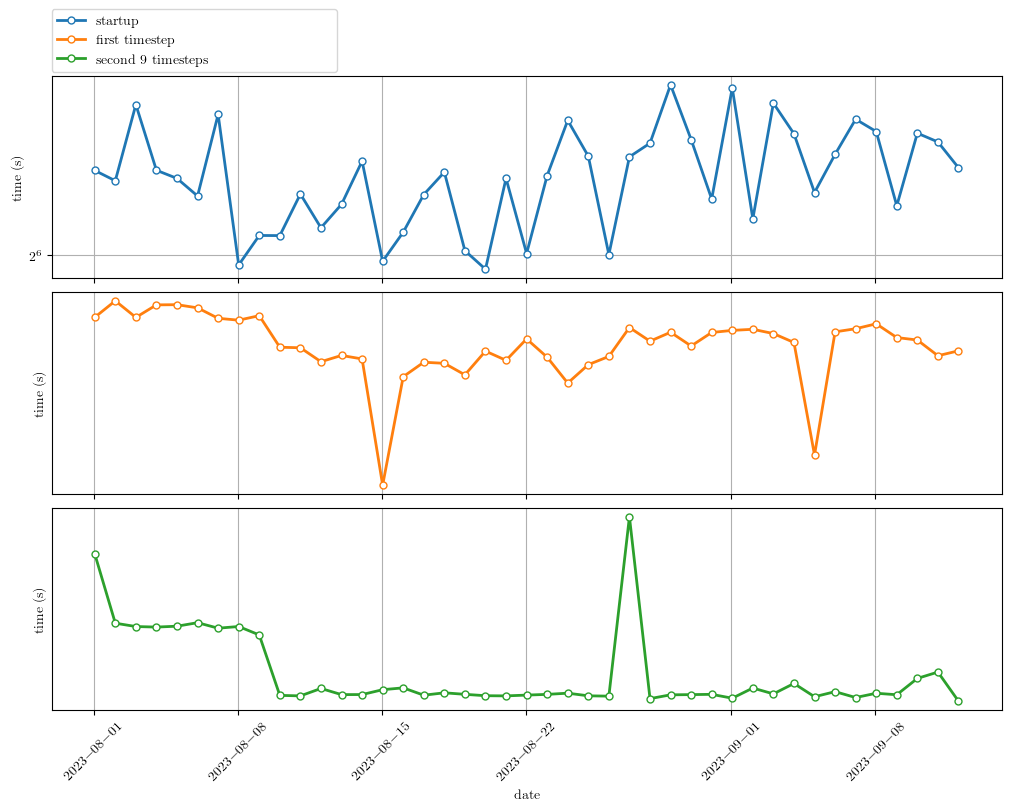 startup
first timestep
second 9 timesteps
time (s)
2^6
time (s)
time (s)
2023−08−01
2023−08−08
2023−08−15
2023−08−22
2023−09−01
2023−09−08
date